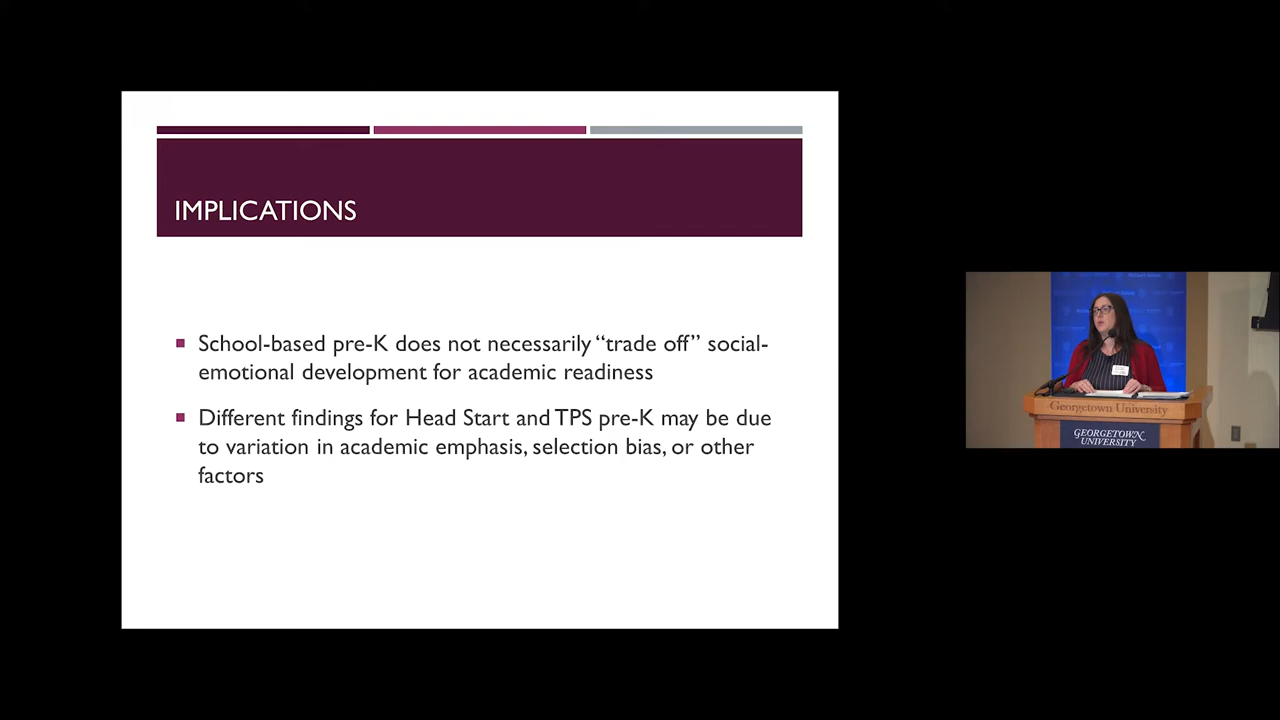 IMPLICATIONS
■ School-based pre-K does not necessarily “trade off” social-
emotional development for academic readiness
■ Different findings for Head Start and TPS pre-K may be due
to variation in academic emphasis, selection bias, or other
factors
Georgetown University
GEORGETOWN
UNIVERSITY